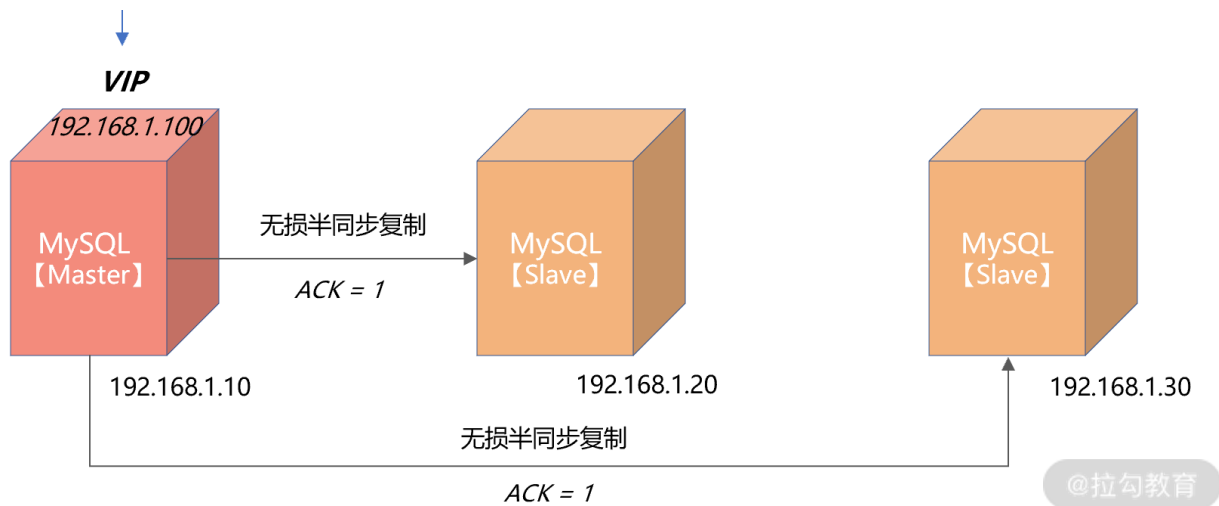 VIP
192.168.1.100
MySQL
【Master】
无损半同步复制
ACK = 1
MySQL
【Slave】
MySQL
【Slave】
192.168.1.10
192.168.1.20
192.168.1.30
无损半同步复制
ACK = 1
@拉勾教育